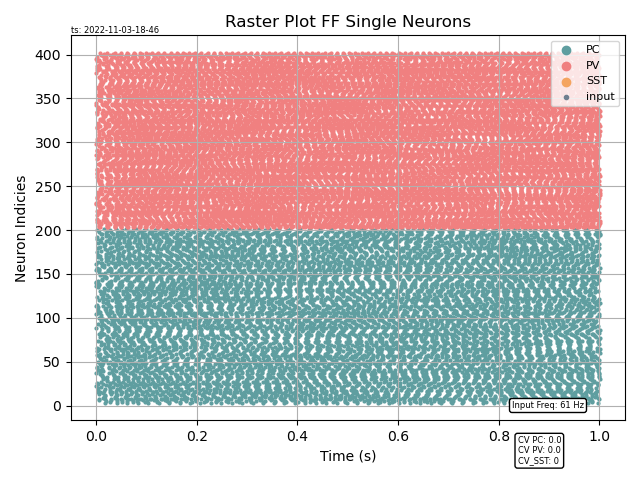 Raster Plot FF Single Neurons
ts: 2022-11-03-18-46
PC
PV
SST
input
Neuron Indicies
400
350
300
250
200
150
100
50
0
Input Freq: 61 Hz
0.0 0.2 0.4 0.6 0.8 1.0
Time (s)
CV PC: 0.0
CV PV: 0.0
CV_SST: 0